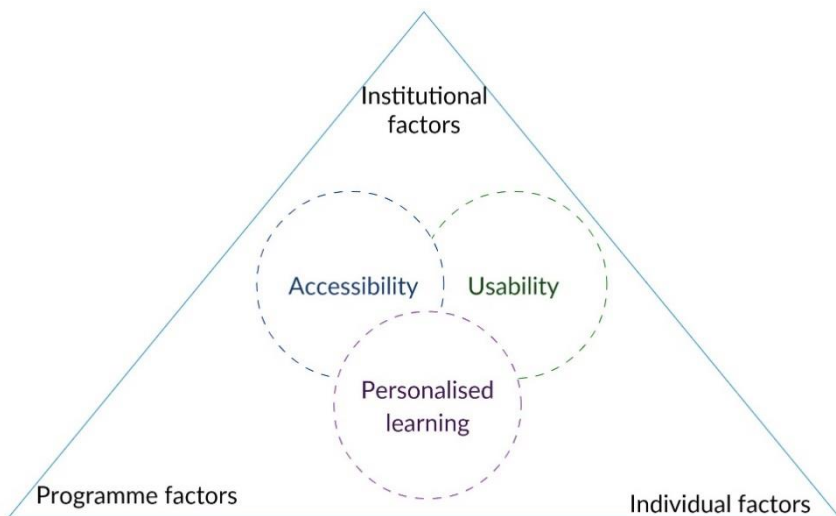 Institutional
factors
Accessibility
Usability
Personalised
learning
Programme factors
Individual factors